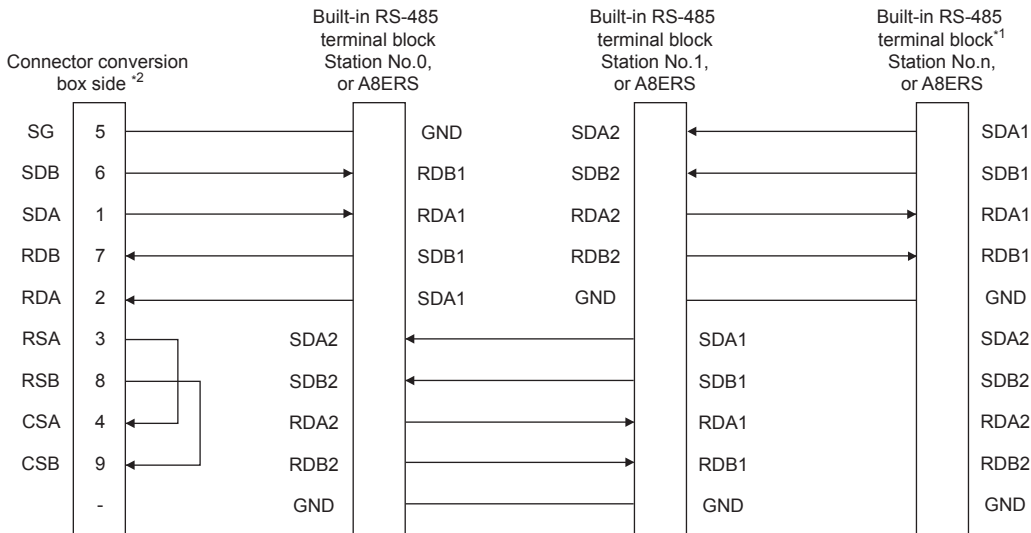 Connector conversion
box side *2
Built-in RS-485
terminal block
Station No.0,
or A8ERS
Built-in RS-485
terminal block
Station No.1,
or A8ERS
Built-in RS-485
terminal block*1
Station No.n,
or A8ERS
SG 5 GND SDA2 SDA1
SDB 6 RDB1 SDB2 SDB1
SDA 1 RDA1 RDA2 RDA1
RDB 7 SDB1 RDB2 RDB1
RDA 2 SDA1 GND GND
RSA 3 SDA2 SDA1 SDA2
RSB 8 SDB2 SDB1 SDB2
CSA 4 RDA2 RDA1 RDA2
CSB 9 RDB2 RDB1 RDB2
- GND GND GND